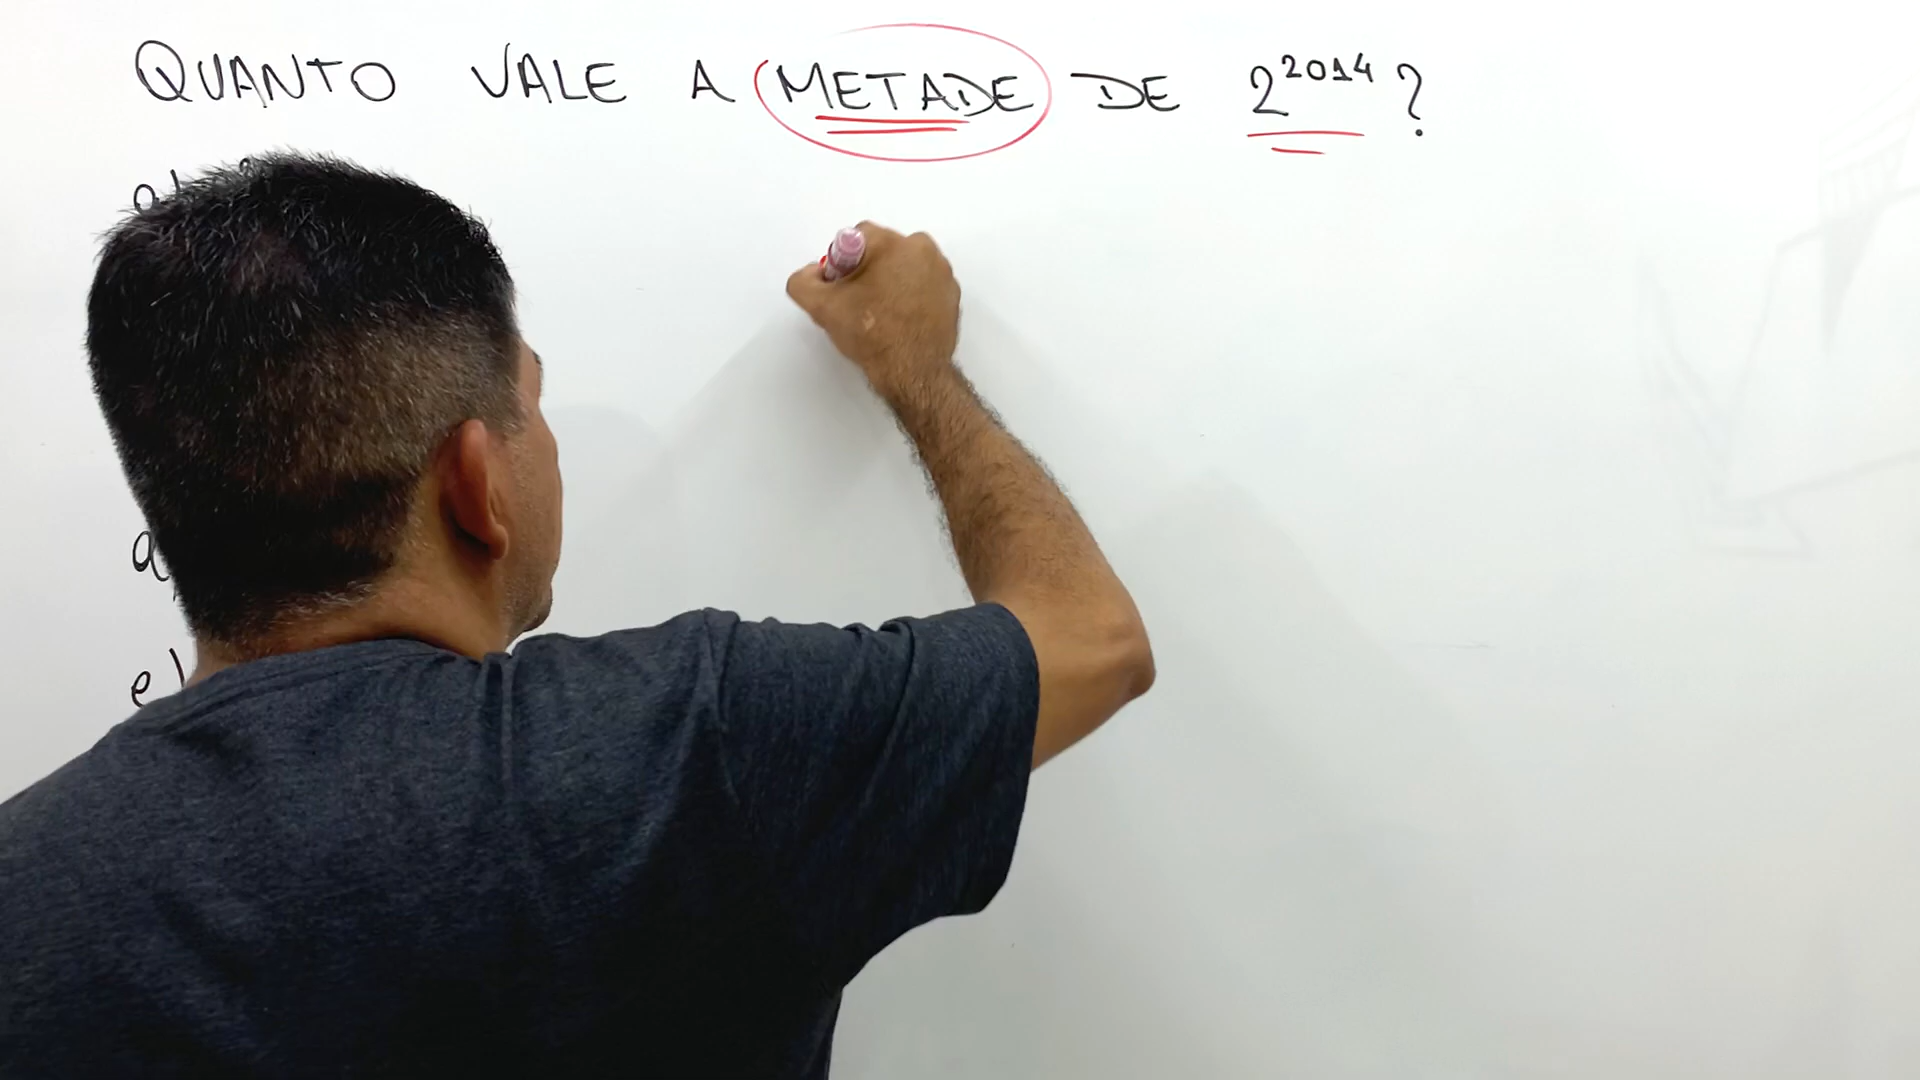 QUANTO VALE A METADE DE 2²⁰¹⁴?
a)
e)